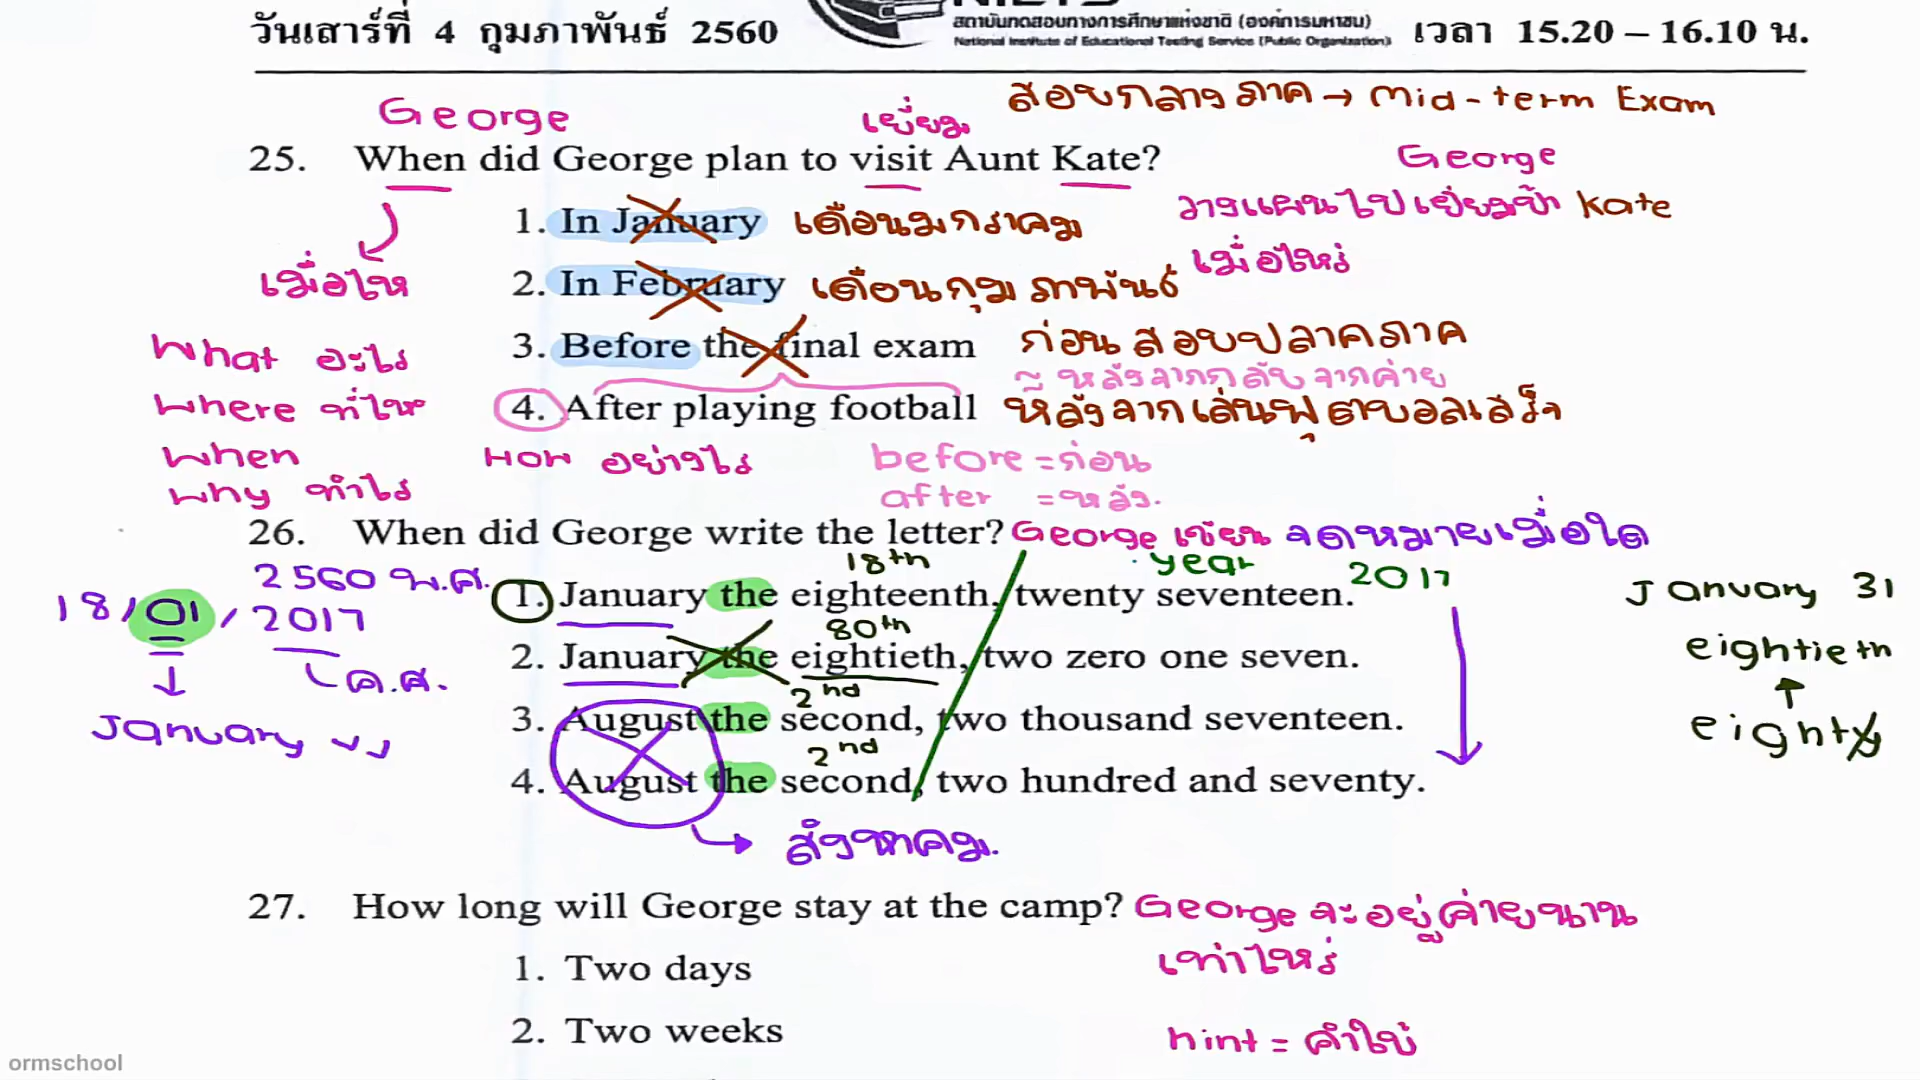 วันเสาร์ที่ 4 กุมภาพันธ์ 2560
สถาบันทดสอบทางการศึกษาแห่งชาติ (องค์การมหาชน)
National Institute of Educational Testing Service (Public Organization)
เวลา 15.20 – 16.10 น.
สอบกลางภาค → Mid-term Exam
George
เยี่ยม
25. When did George plan to visit Aunt Kate?
George
วางแผนไปเยี่ยมป้า Kate
เมื่อไหร่
1. In January เดือนมกราคม
เมื่อไห
2. In February เดือนกุมภาพันธ์
3. Before the final exam ก่อนสอบปลาคภาค
What อะไร
หลังจากกลับจากค่าย
Where ที่ไหน
4. After playing football หลังจากเล่นฟุตบอลเสร็จ
When
How อย่างไร
before = ก่อน
Why ทำไร
after = หลัง.
26. When did George write the letter? George เขียน จดหมายเมื่อใด
2560 พ.ศ.
18th
year
2017
18/01/2017
1. January the eighteenth, twenty seventeen.
January 31
80th
2. January the eightieth, two zero one seven.
eightieth
ค.ศ.
2nd
3. August the second, two thousand seventeen.
January
eighty
2nd
4. August the second, two hundred and seventy.
สิงหาคม.
27. How long will George stay at the camp? George จะอยู่ค่ายนาน
เท่าไหร่
1. Two days
2. Two weeks
hint = คำใบ้
ormschool